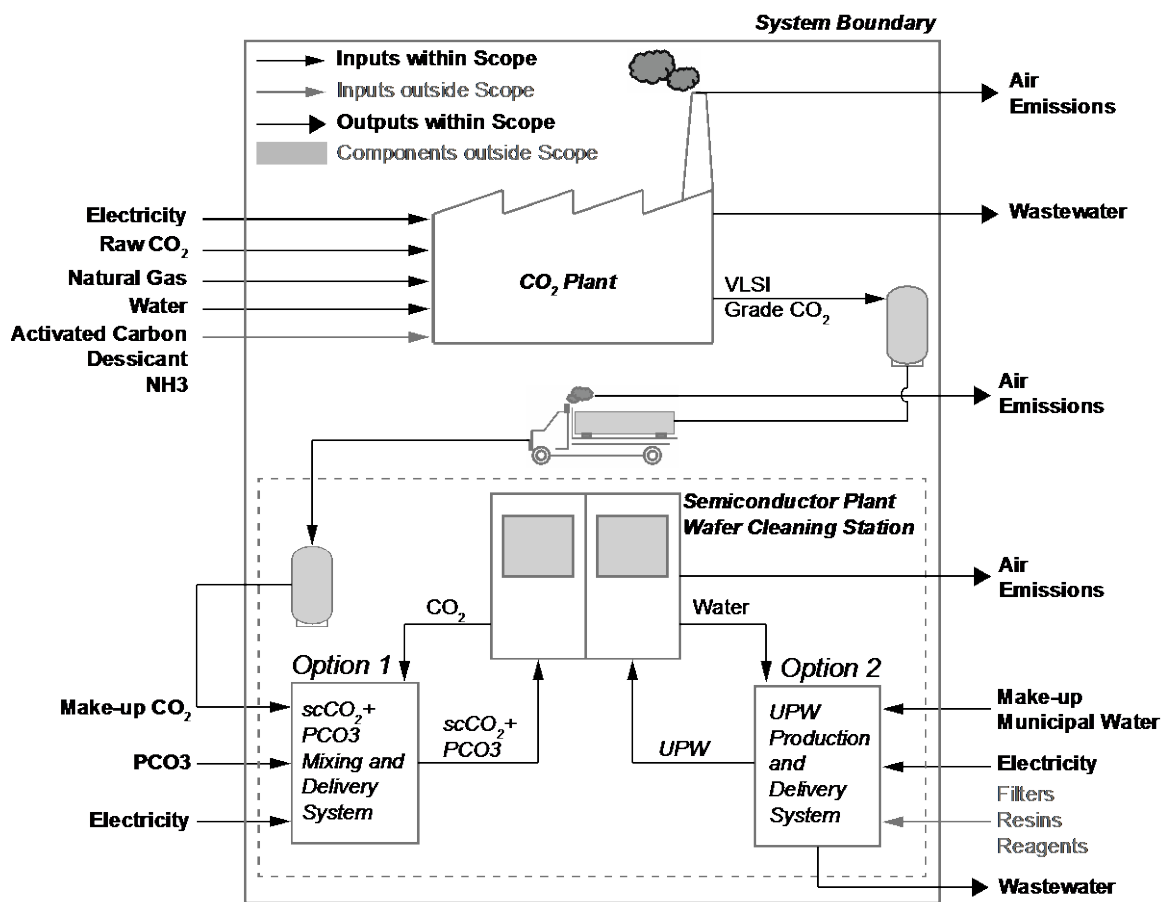 System Boundary
Inputs within Scope
Inputs outside Scope
Outputs within Scope
Components outside Scope
Air
Emissions
Electricity
Raw CO₂
Natural Gas
Water
Activated Carbon
Dessicant
NH3
CO₂ Plant
Wastewater
VLSI
Grade CO₂
Air
Emissions
Semiconductor Plant
Wafer Cleaning Station
Air
Emissions
CO₂
Water
Option 1
Option 2
Make-up CO₂
PCO3
Electricity
scCO₂+
PCO3
Mixing and
Delivery
System
scCO₂+
PCO3
UPW
UPW
Production
and
Delivery
System
Make-up
Municipal Water
Electricity
Filters
Resins
Reagents
Wastewater